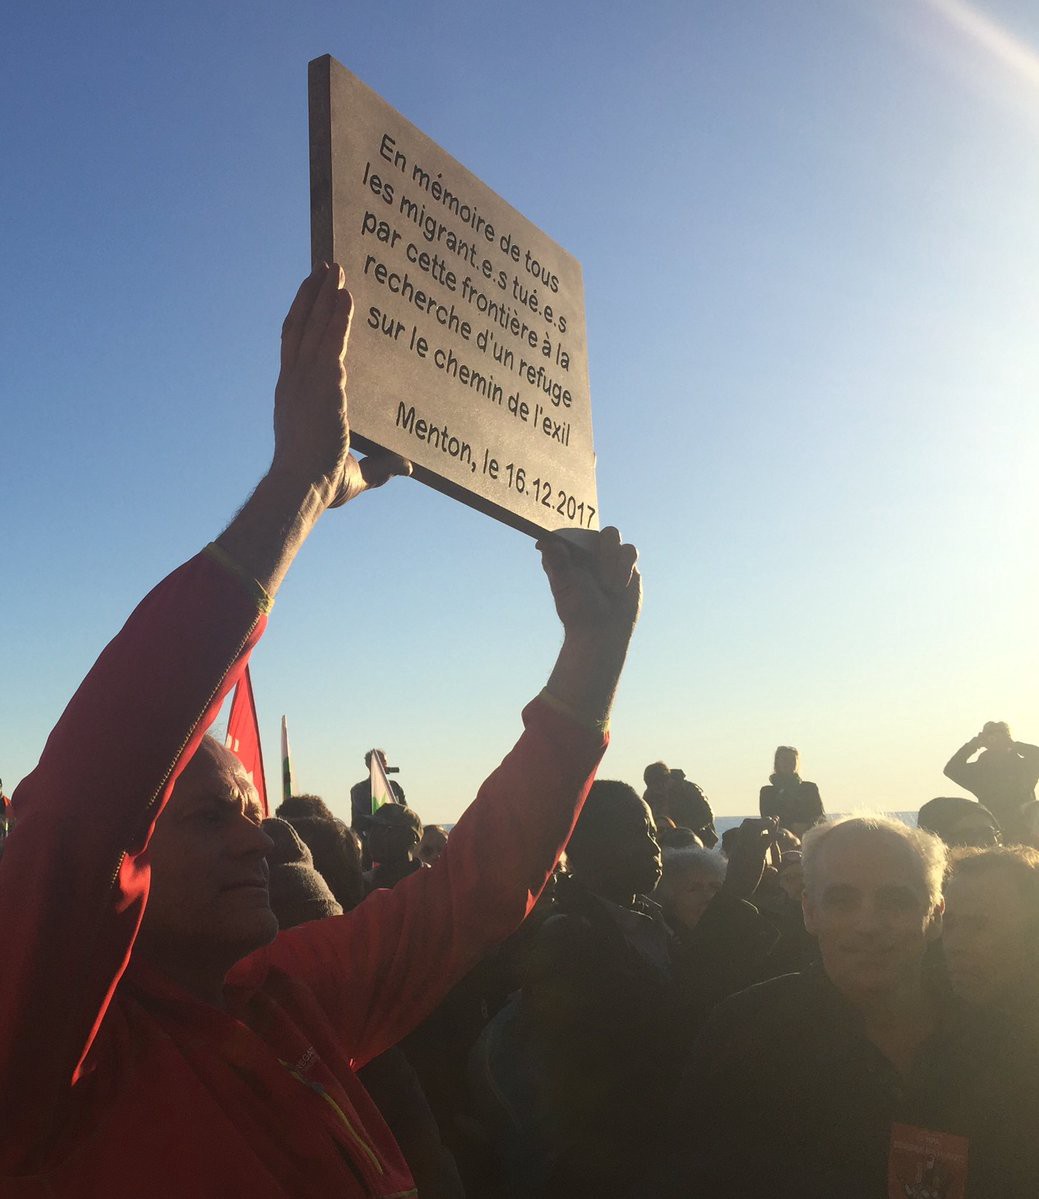 En mémoire de tous
les migrant.e.s tué.e.s
par cette frontière à la
recherche d'un refuge
sur le chemin de l'exil
Menton, le 16.12.2017